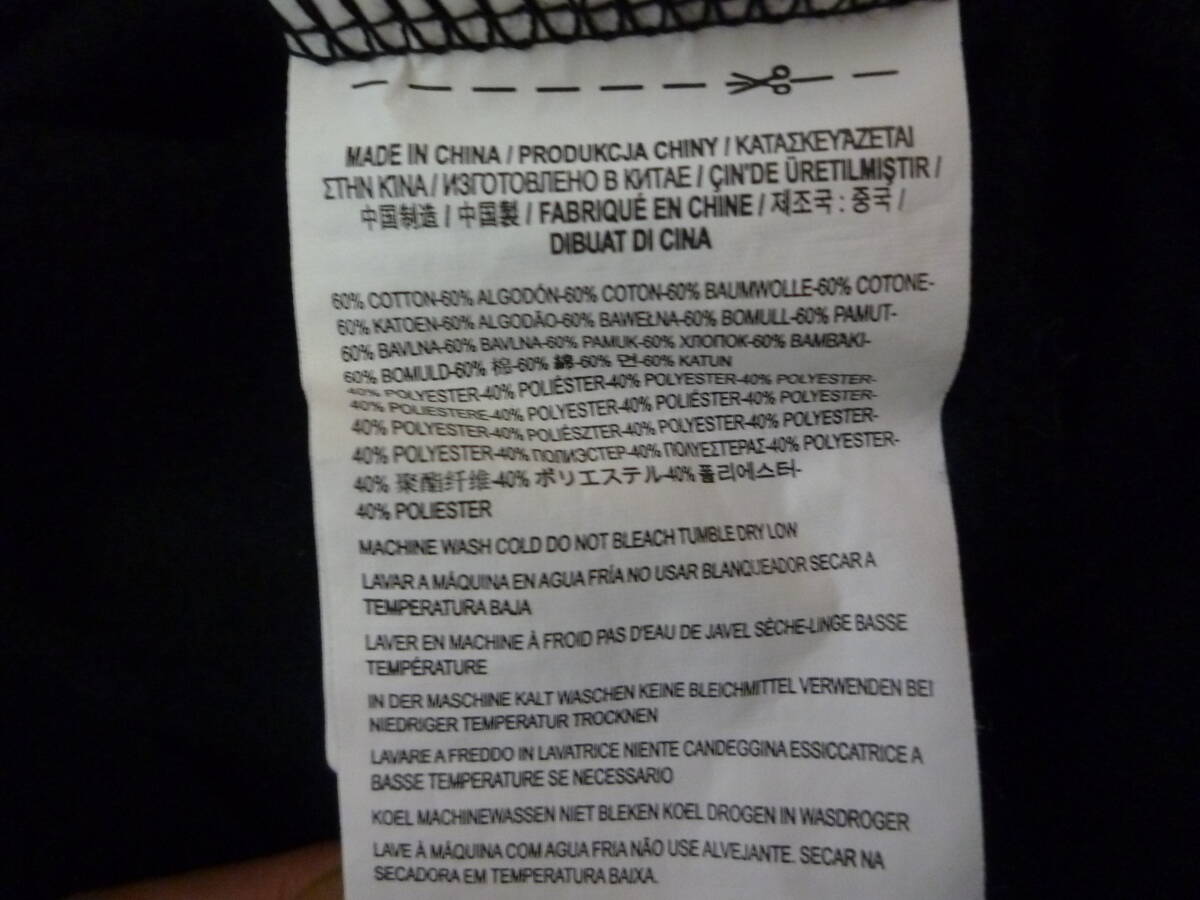 MADE IN CHINA / PRODUKCJA CHINY / ΚΑΤΑΣΚΕΥΆΖΕΤΑΙ
ΣΤΗΝ ΚΊΝΑ / ИЗГОТОВЛЕНО В КИТАЕ / ÇIN'DE ÜRETILMIŞTIR /
中国制造 / 中国製 / FABRIQUÉ EN CHINE / 제조국 : 중국 /
DIBUAT DI CINA
60% COTTON-60% ALGODÓN-60% COTON-60% BAUMWOLLE-60% COTONE-
60% KATOEN-60% ALGODÃO-60% BAWEŁNA-60% BOMULL-60% PAMUT-
60% BAVLNA-60% BAVLNA-60% PAMUK-60% ХЛОПОК-60% ΒΑΜΒΆΚΙ-
60% BOMULD-60% 棉-60% 綿-60% 면-60% KATUN
40% POLYESTER-40% POLIÉSTER-40% POLYESTER-40% POLYESTER-
40% POLIESTERE-40% POLYESTER-40% POLIÉSTER-40% POLYESTER-
40% POLYESTER-40% POLIÉSZTER-40% POLYESTER-40% POLYESTER-
40% POLYESTER-40% ПОЛИЭСТЕР-40% ΠΟΛΥΕΣΤΕΡΑΣ-40% POLYESTER-
40% 聚酯纤维-40% ポリエステル-40% 폴리에스터-
40% POLIESTER
MACHINE WASH COLD DO NOT BLEACH TUMBLE DRY LOW
LAVAR A MÁQUINA EN AGUA FRÍA NO USAR BLANQUEADOR SECAR A
TEMPERATURA BAJA
LAVER EN MACHINE À FROID PAS D'EAU DE JAVEL SÈCHE-LINGE BASSE
TEMPÉRATURE
IN DER MASCHINE KALT WASCHEN KEINE BLEICHMITTEL VERWENDEN BEI
NIEDRIGER TEMPERATUR TROCKNEN
LAVARE A FREDDO IN LAVATRICE NIENTE CANDEGGINA ESSICCATRICE A
BASSE TEMPERATURE SE NECESSARIO
KOEL MACHINEWASSEN NIET BLEKEN KOEL DROGEN IN WASDROGER
LAVE À MÁQUINA COM AGUA FRIA NÃO USE ALVEJANTE. SECAR NA
SECADORA EM TEMPERATURA BAIXA.